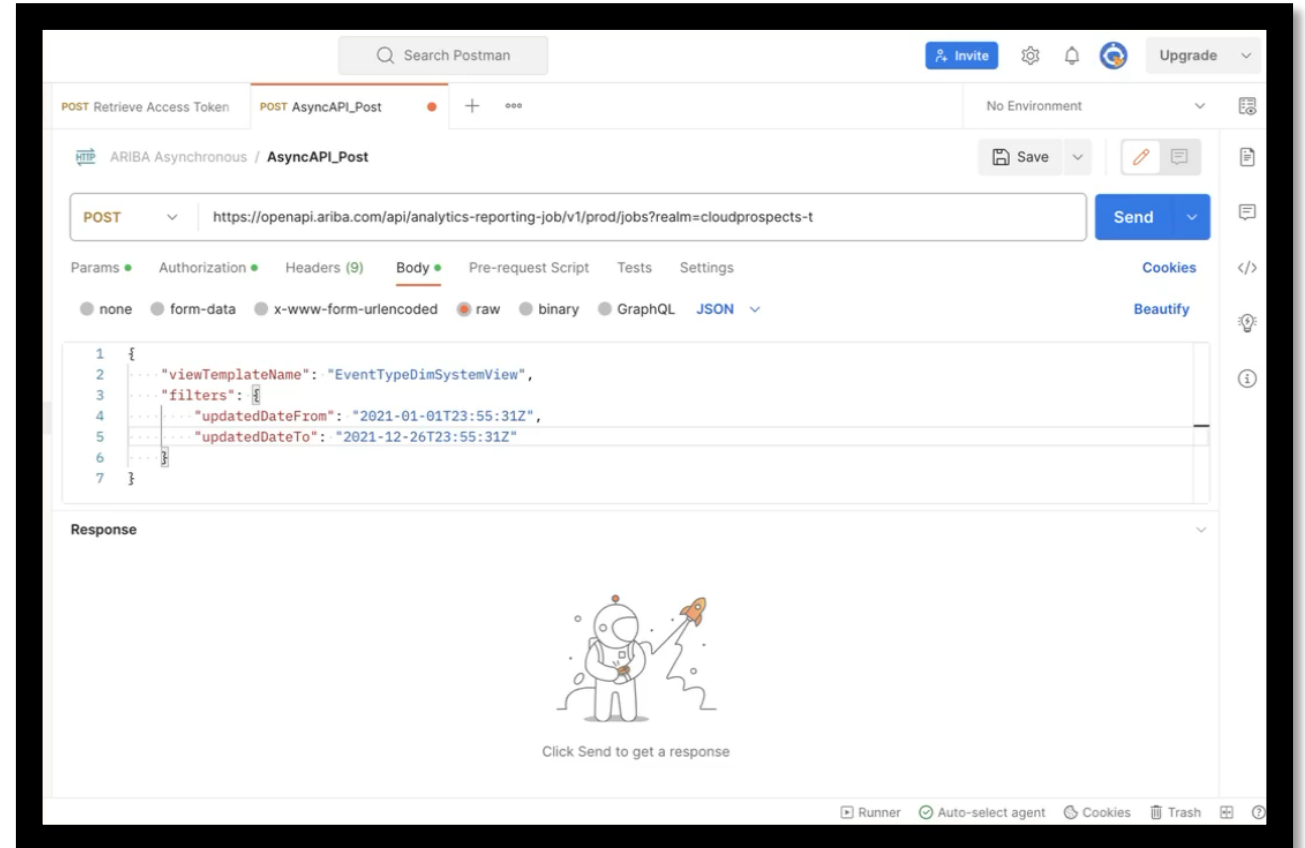 Search Postman
Invite
Upgrade
POST Retrieve Access Token
POST AsyncAPI_Post
No Environment
HTTP ARIBA Asynchronous / AsyncAPI_Post
Save
POST
https://openapi.ariba.com/api/analytics-reporting-job/v1/prod/jobs?realm=cloudprospects-t
Send
Params Authorization Headers (9) Body Pre-request Script Tests Settings
Cookies
none form-data x-www-form-urlencoded raw binary GraphQL JSON
Beautify
1 {
2 "viewTemplateName": "EventTypeDimSystemView",
3 "filters": {
4 "updatedDateFrom": "2021-01-01T23:55:31Z",
5 "updatedDateTo": "2021-12-26T23:55:31Z"
6 }
7 }
Response
Click Send to get a response
Runner Auto-select agent Cookies Trash